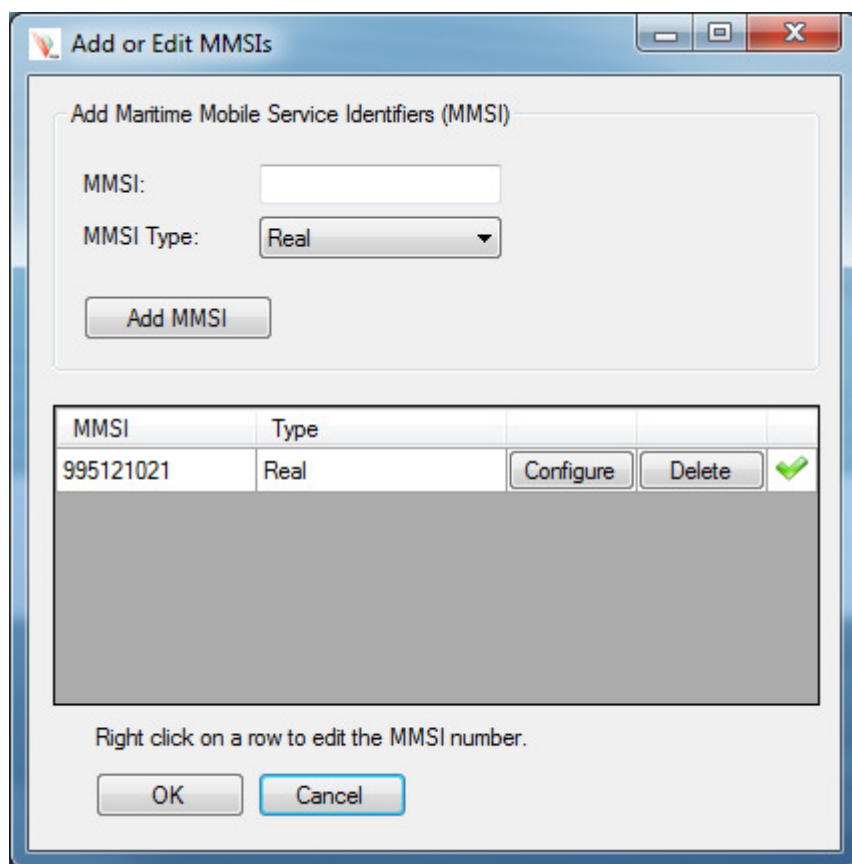 Add or Edit MMSIs
Add Maritime Mobile Service Identifiers (MMSI)
MMSI:
MMSI Type: Real
Add MMSI
MMSI Type
995121021 Real Configure Delete
Right click on a row to edit the MMSI number.
OK Cancel